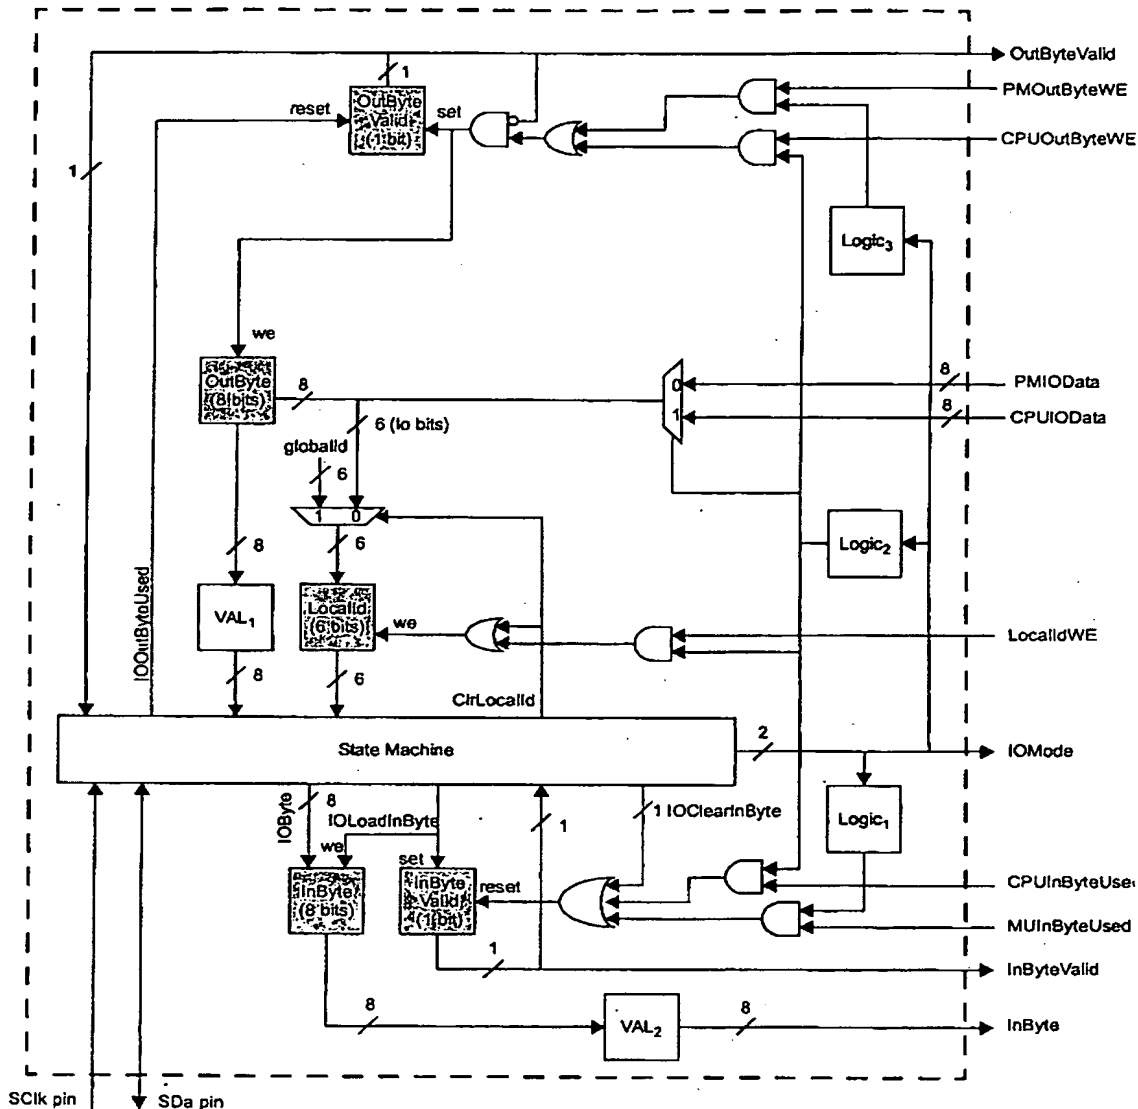 OutByteValid
1
OutByte
Valid
(1 bit)
reset
set
PMOutByteWE
CPUOutByteWE
1
Logic3
we
OutByte
(8 bits)
8
0
1
8
PMIOData
8
CPUIOData
6 (lo bits)
globalId
6
1 0
8
6
Logic2
VAL1
LocalId
(6 bits)
we
LocalIdWE
IOOutByteUsed
8
6
ClrLocalId
State Machine
2
IOMode
IOByte
8
IOLoadInByte
1
1 IOClearInByte
Logic1
we
set
InByte
(8 bits)
InByte
Valid
(1 bit)
reset
CPUInByteUse
MUInByteUsed
1
InByteValid
8
VAL2
8
InByte
SClk pin
SDa pin